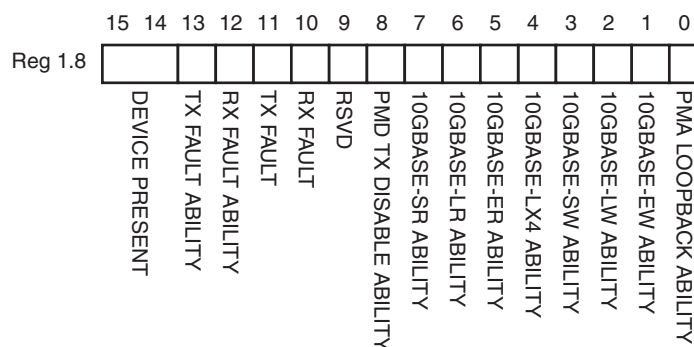 15 14 13 12 11 10 9 8 7 6 5 4 3 2 1 0
Reg 1.8
DEVICE PRESENT
TX FAULT ABILITY
RX FAULT ABILITY
TX FAULT
RX FAULT
RSVD
PMD TX DISABLE ABILITY
10GBASE-SR ABILITY
10GBASE-LR ABILITY
10GBASE-ER ABILITY
10GBASE-LX4 ABILITY
10GBASE-SW ABILITY
10GBASE-LW ABILITY
10GBASE-EW ABILITY
PMA LOOPBACK ABILITY